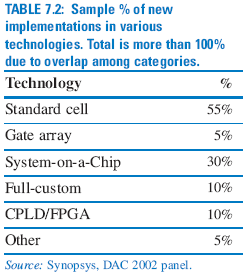 TABLE 7.2: Sample % of new
implementations in various
technologies. Total is more than 100%
due to overlap among categories.
Technology %
Standard cell 55%
Gate array 5%
System-on-a-Chip 30%
Full-custom 10%
CPLD/FPGA 10%
Other 5%
Source: Synopsys, DAC 2002 panel.